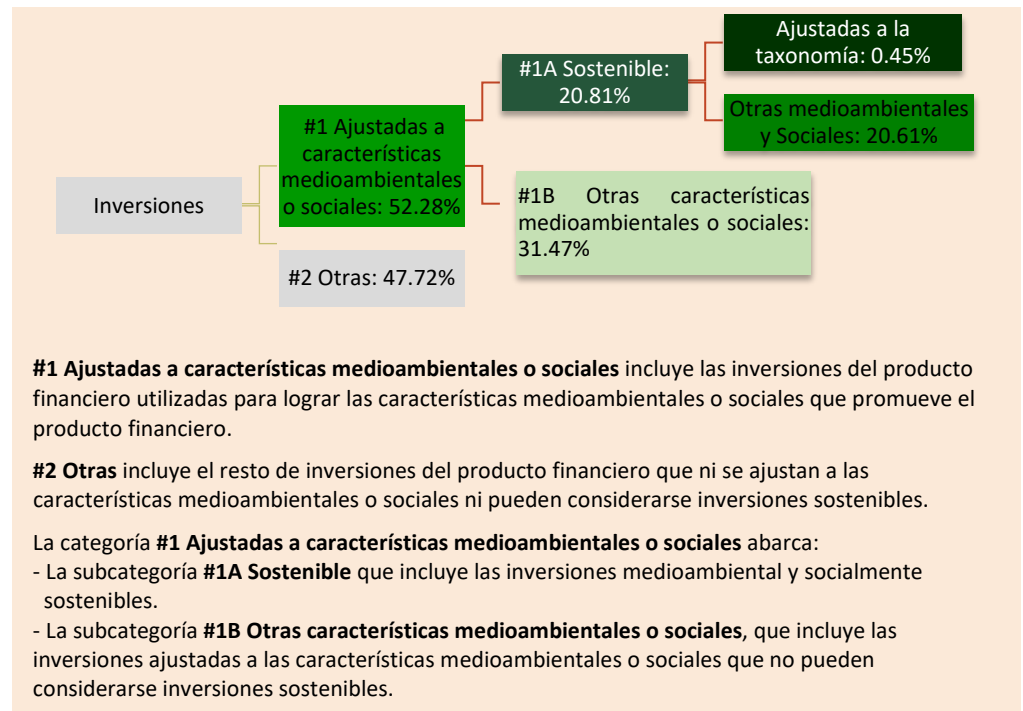 Inversiones
#1 Ajustadas a
características
medioambientales
o sociales: 52.28%
#2 Otras: 47.72%
#1A Sostenible:
20.81%
#1B Otras características
medioambientales o sociales:
31.47%
Ajustadas a la
taxonomía: 0.45%
Otras medioambientales
y Sociales: 20.61%
#1 Ajustadas a características medioambientales o sociales incluye las inversiones del producto
financiero utilizadas para lograr las características medioambientales o sociales que promueve el
producto financiero.
#2 Otras incluye el resto de inversiones del producto financiero que ni se ajustan a las
características medioambientales o sociales ni pueden considerarse inversiones sostenibles.
La categoría #1 Ajustadas a características medioambientales o sociales abarca:
- La subcategoría #1A Sostenible que incluye las inversiones medioambiental y socialmente
sostenibles.
- La subcategoría #1B Otras características medioambientales o sociales, que incluye las
inversiones ajustadas a las características medioambientales o sociales que no pueden
considerarse inversiones sostenibles.